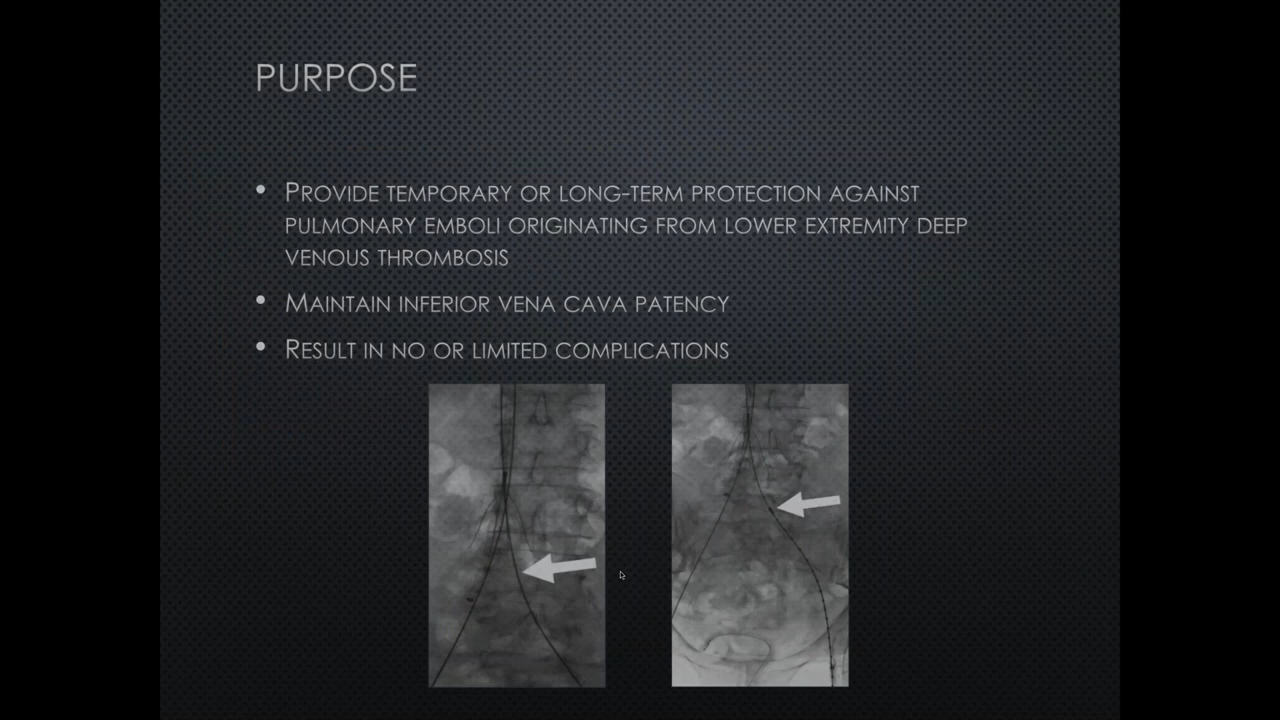 PURPOSE
• PROVIDE TEMPORARY OR LONG-TERM PROTECTION AGAINST
PULMONARY EMBOLI ORIGINATING FROM LOWER EXTREMITY DEEP
VENOUS THROMBOSIS
• MAINTAIN INFERIOR VENA CAVA PATENCY
• RESULT IN NO OR LIMITED COMPLICATIONS